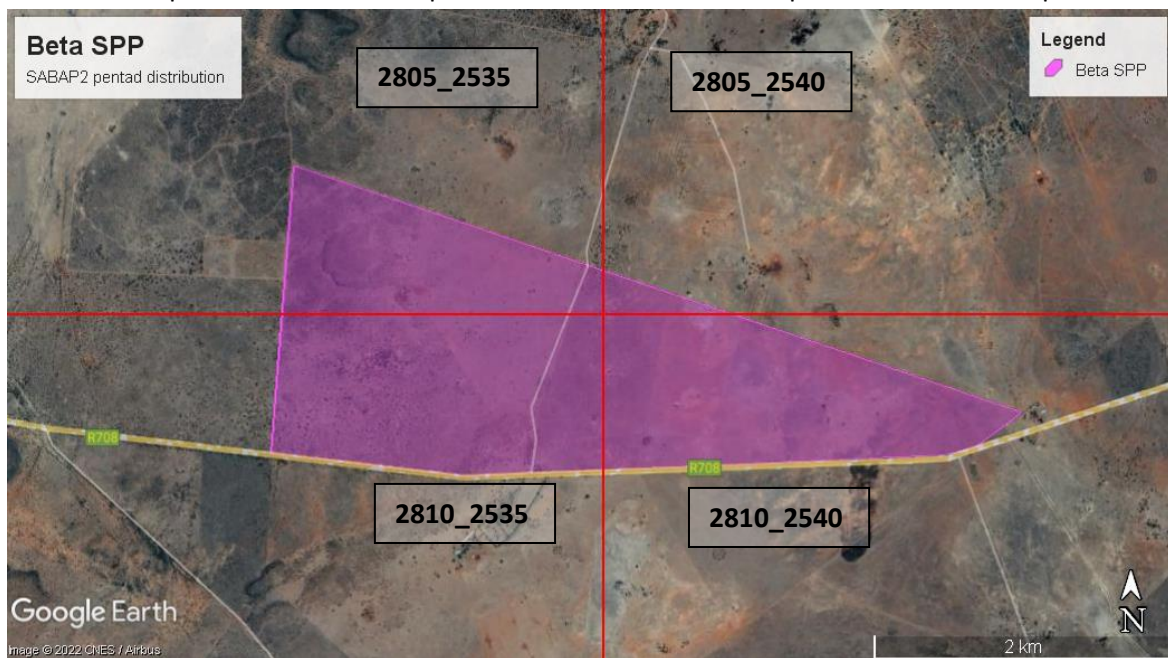 Beta SPP
SABAP2 pentad distribution
2805_2535
2805_2540
Legend
Beta SPP
R708
R708
2810_2535
2810_2540
Google Earth
Image © 2022 CNES / Airbus
N
2 km